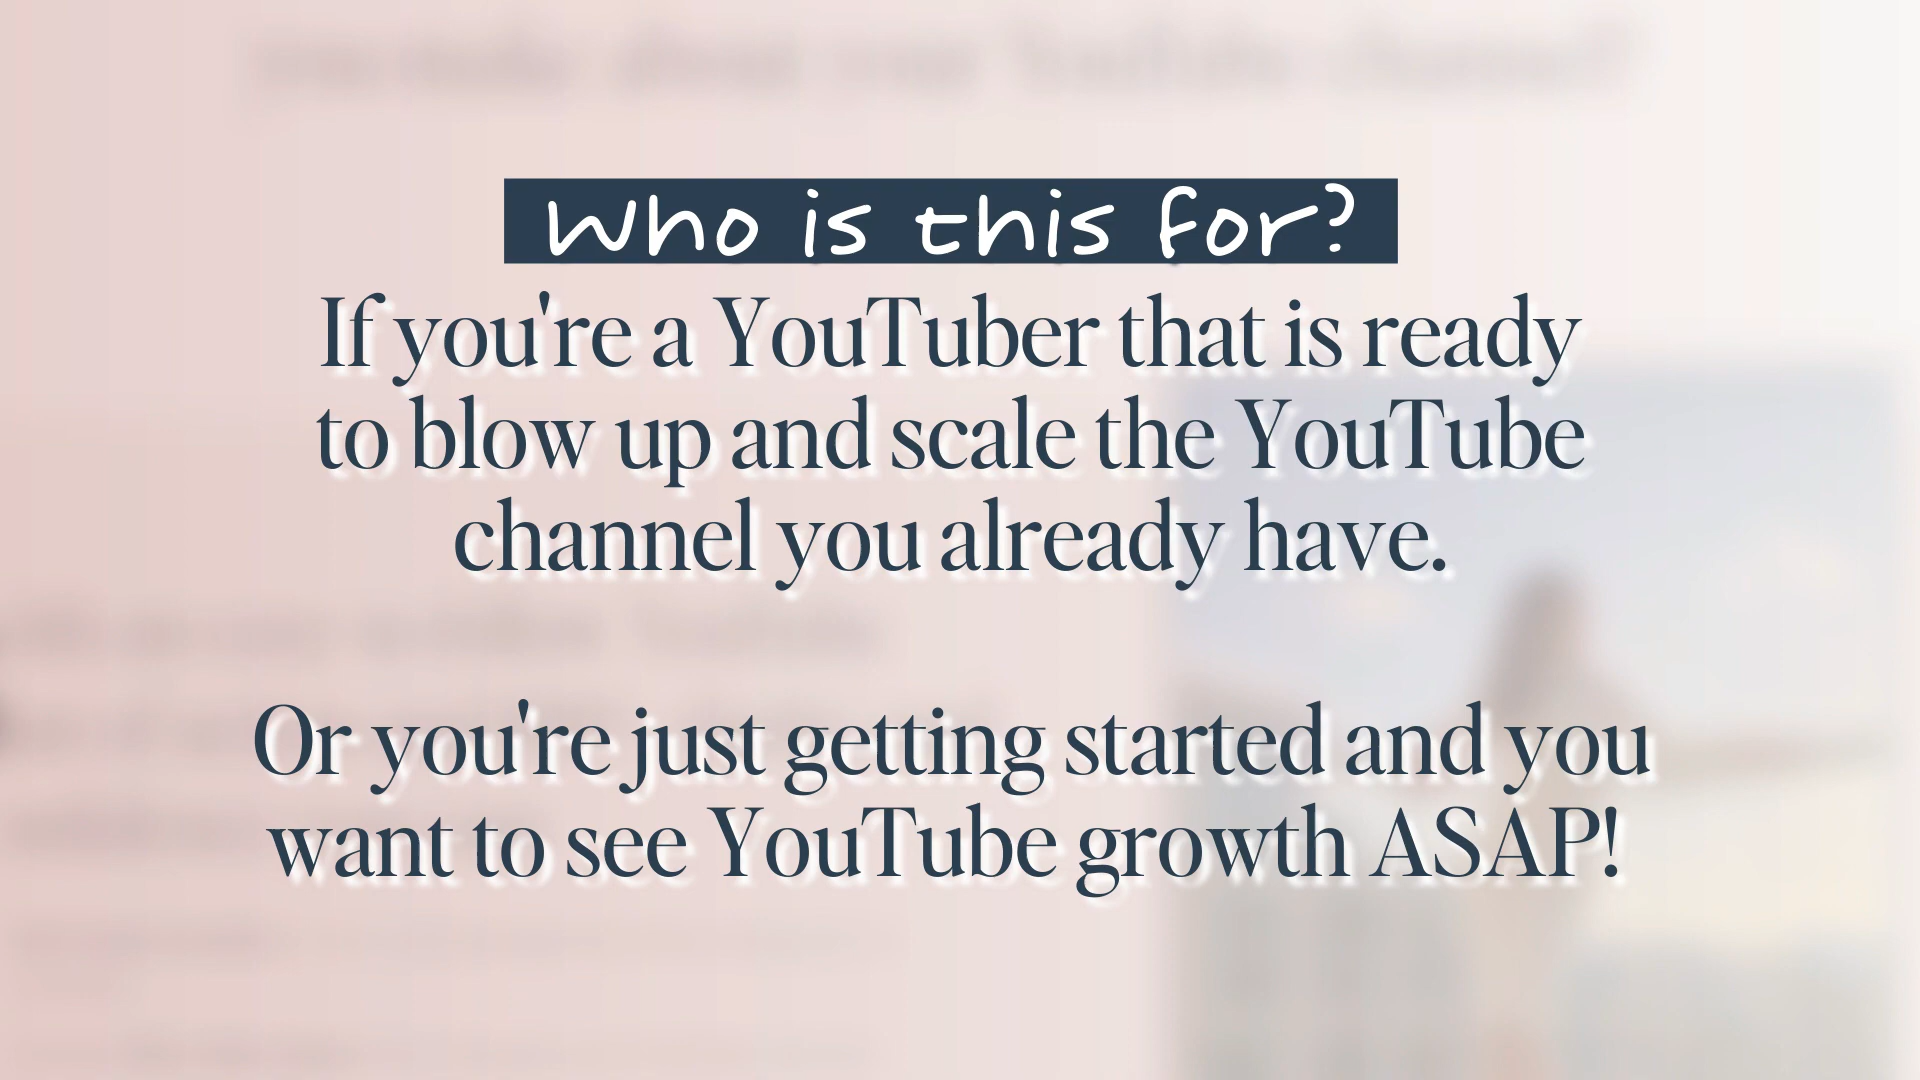 Who is this for?
If you're a YouTuber that is ready
to blow up and scale the YouTube
channel you already have.
Or you're just getting started and you
want to see YouTube growth ASAP!